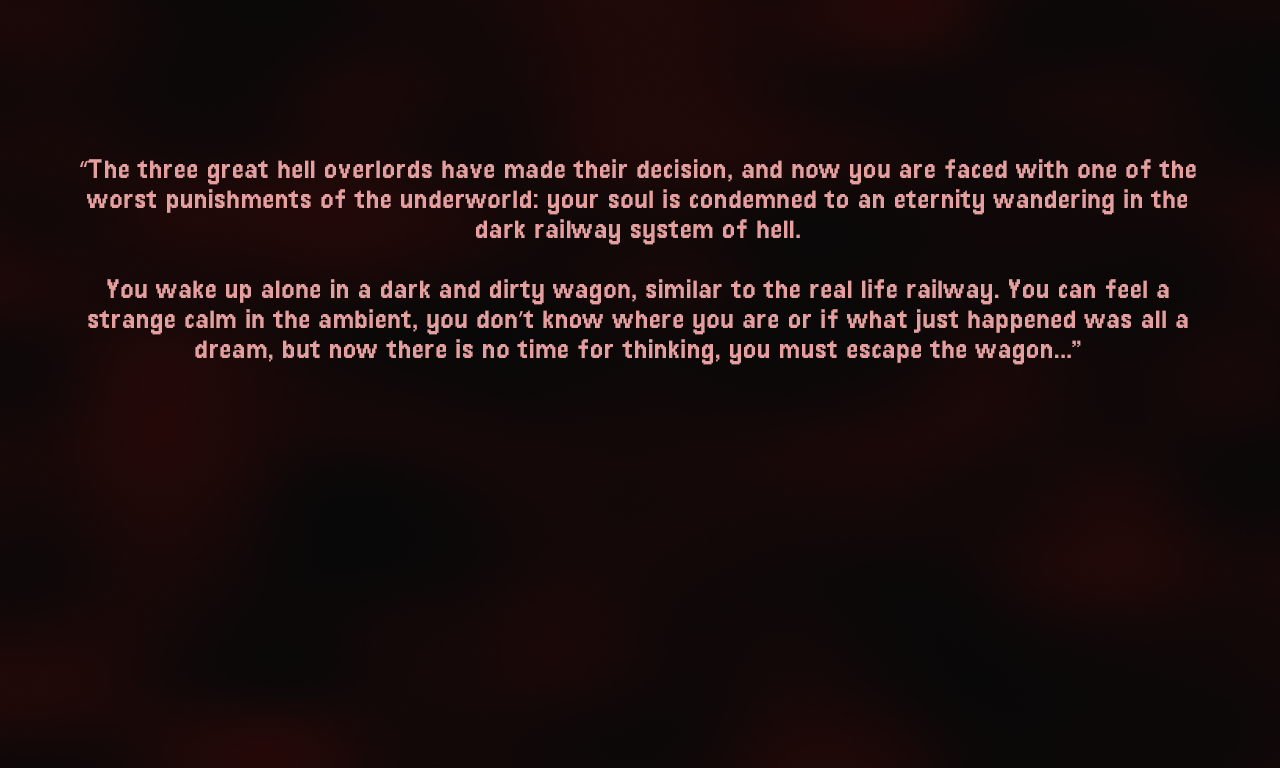 “The three great hell overlords have made their decision, and now you are faced with one of the
worst punishments of the underworld: your soul is condemned to an eternity wandering in the
dark railway system of hell.
You wake up alone in a dark and dirty wagon, similar to the real life railway. You can feel a
strange calm in the ambient, you don't know where you are or if what just happened was all a
dream, but now there is no time for thinking, you must escape the wagon...”